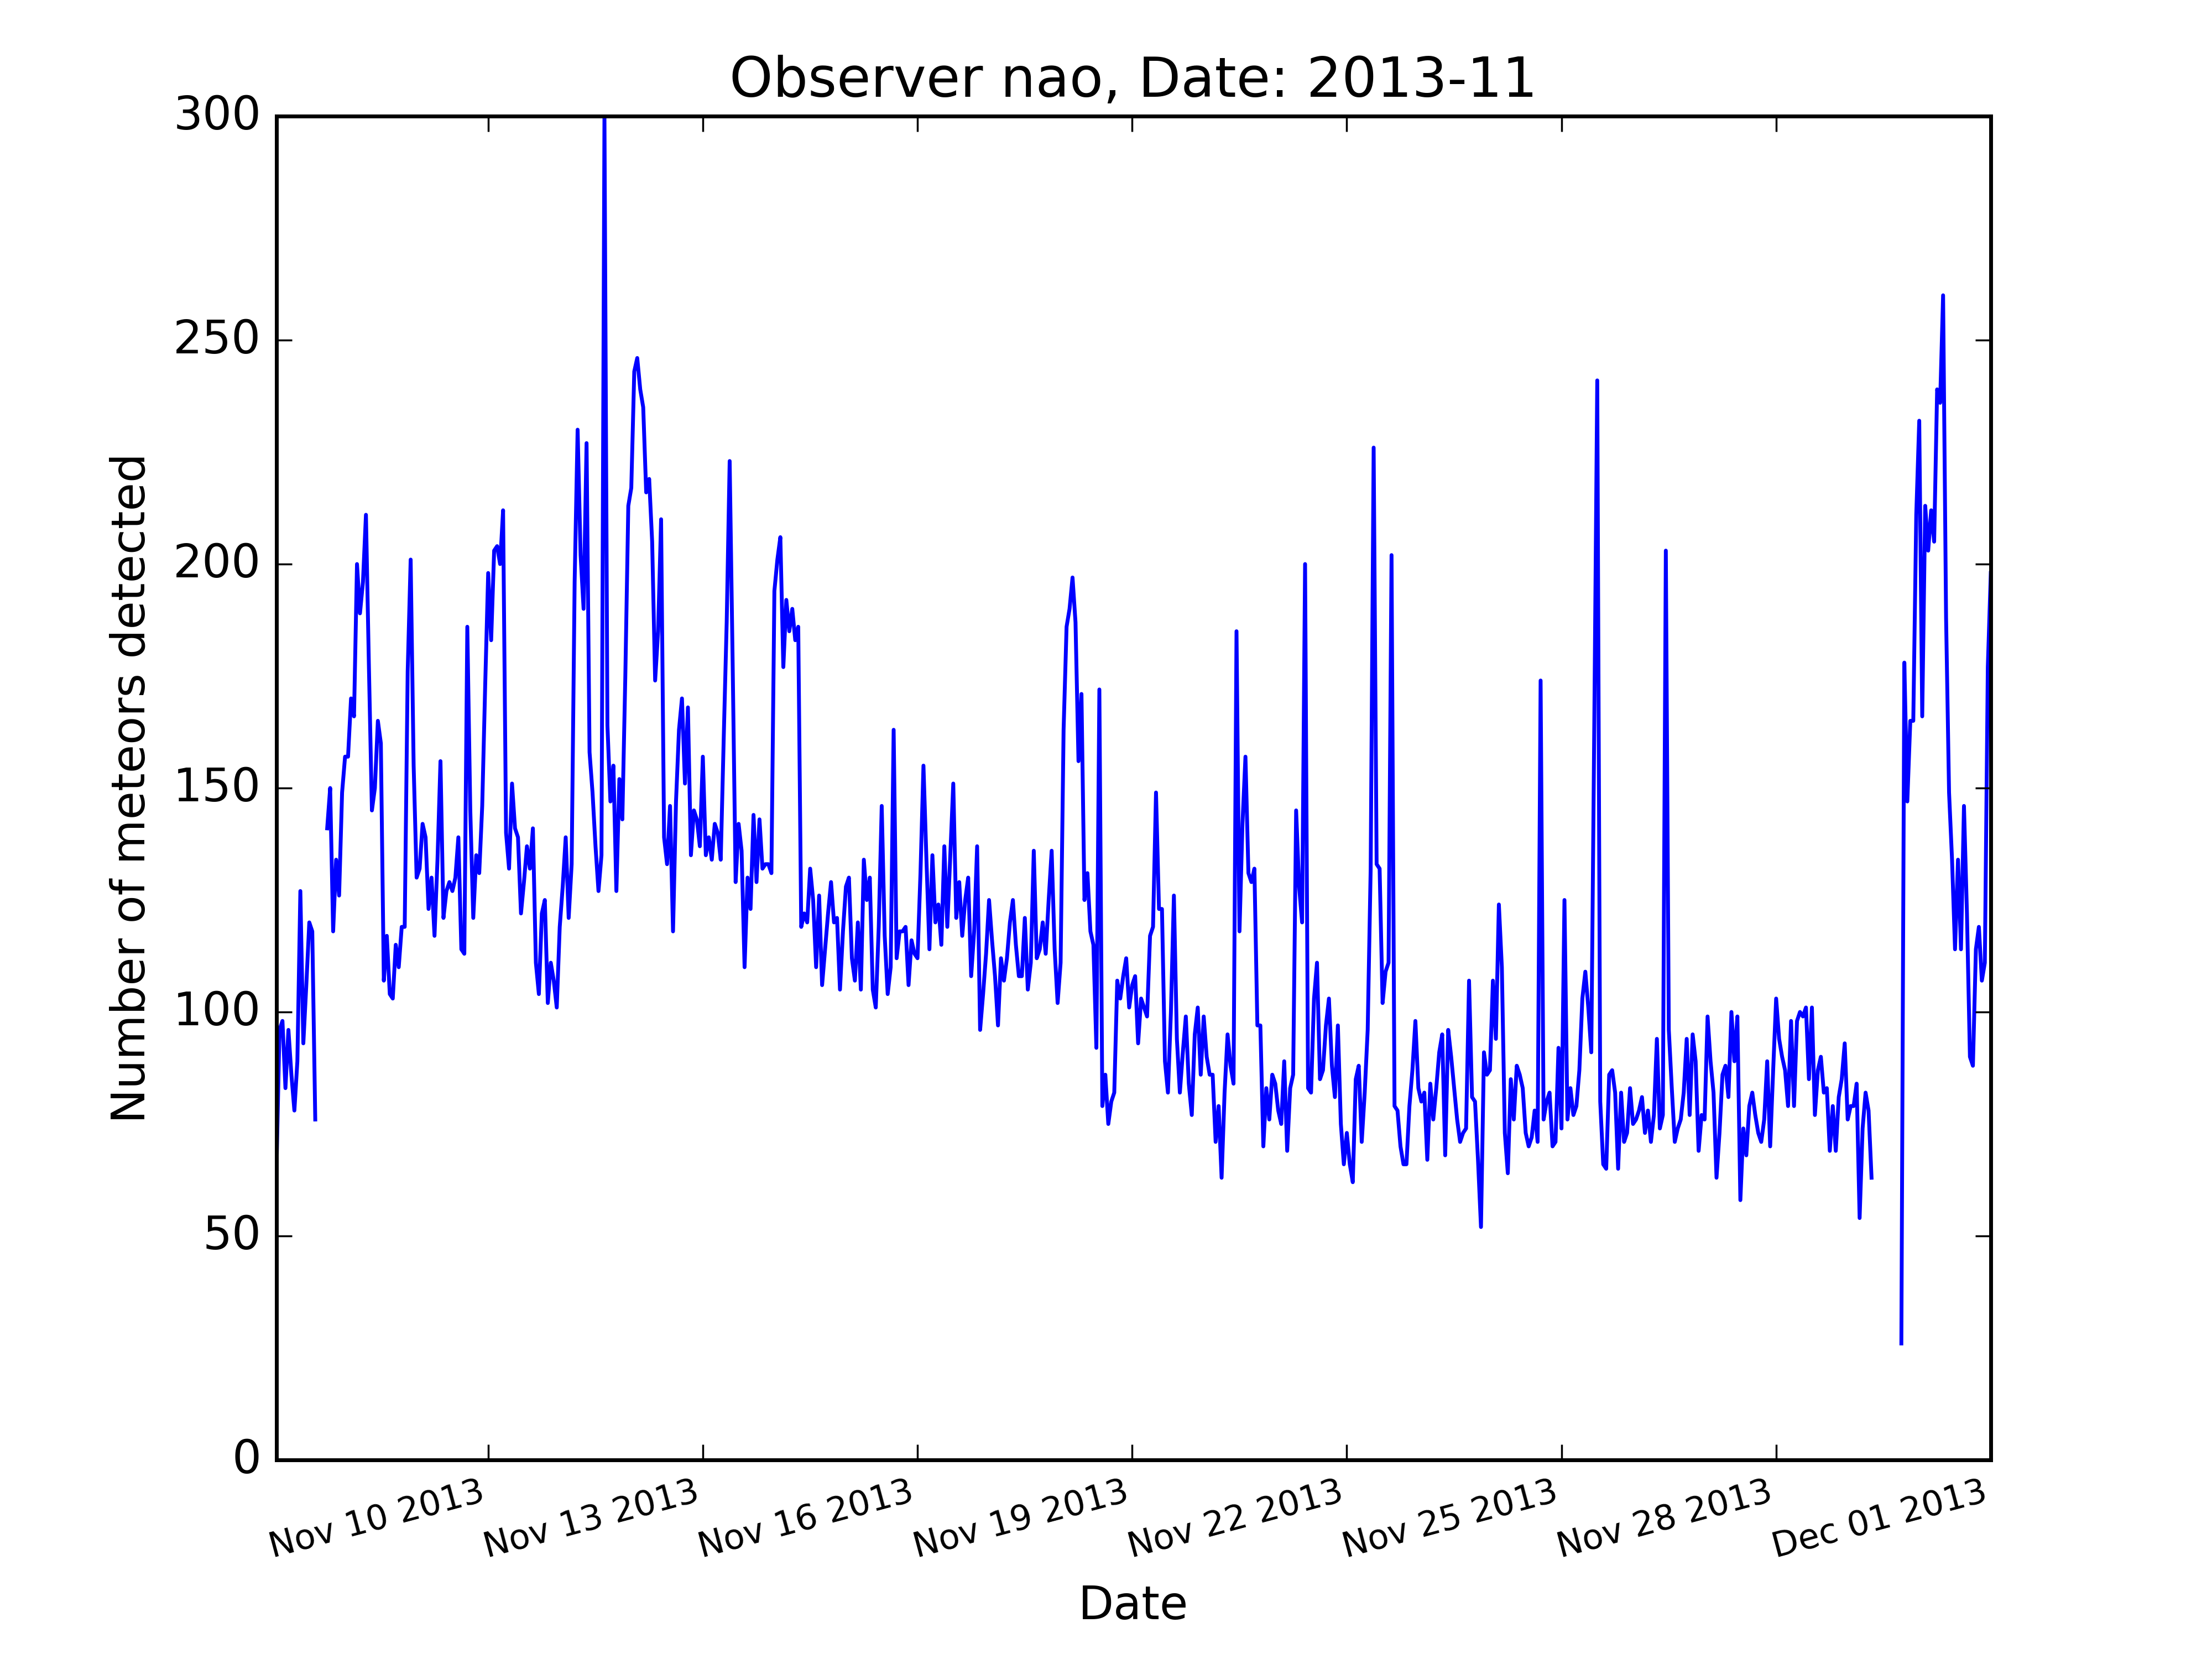 Observer nao, Date: 2013-11
Number of meteors detected
300
250
200
150
100
50
0
Nov 10 2013
Nov 13 2013
Nov 16 2013
Nov 19 2013
Nov 22 2013
Nov 25 2013
Nov 28 2013
Dec 01 2013
Date